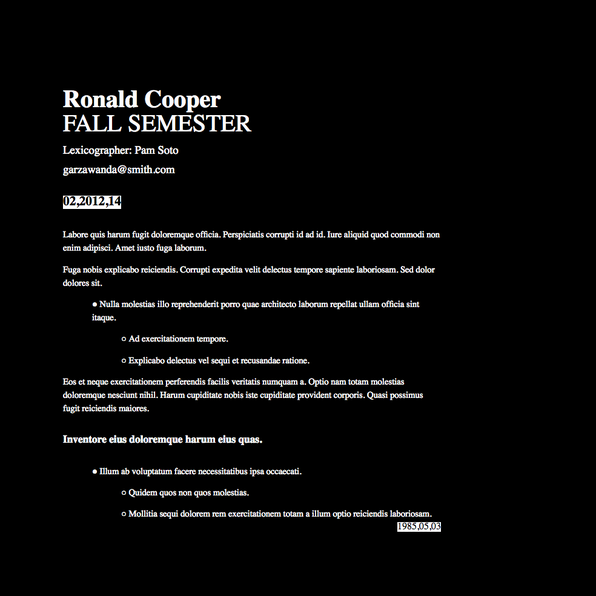 Ronald Cooper
FALL SEMESTER
Lexicographer: Pam Soto
garzawanda@smith.com
02,2012,14
Labore quis harum fugit doloremque officia. Perspiciatis corrupti id ad id. Iure aliquid quod commodi non
enim adipisci. Amet iusto fuga laborum.
Fuga nobis explicabo reiciendis. Corrupti expedita velit delectus tempore sapiente laboriosam. Sed dolor
dolores sit.
● Nulla molestias illo reprehenderit porro quae architecto laborum repellat ullam officia sint
itaque.
○ Ad exercitationem tempore.
○ Explicabo delectus vel sequi et recusandae ratione.
Eos et neque exercitationem perferendis facilis veritatis numquam a. Optio nam totam molestias
doloremque nesciunt nihil. Harum cupiditate nobis iste cupiditate provident corporis. Quasi possimus
fugit reiciendis maiores.
Inventore eius doloremque harum eius quas.
● Illum ab voluptatum facere necessitatibus ipsa occaecati.
○ Quidem quos non quos molestias.
○ Mollitia sequi dolorem rem exercitationem totam a illum optio reiciendis laboriosam.
1985,05,03